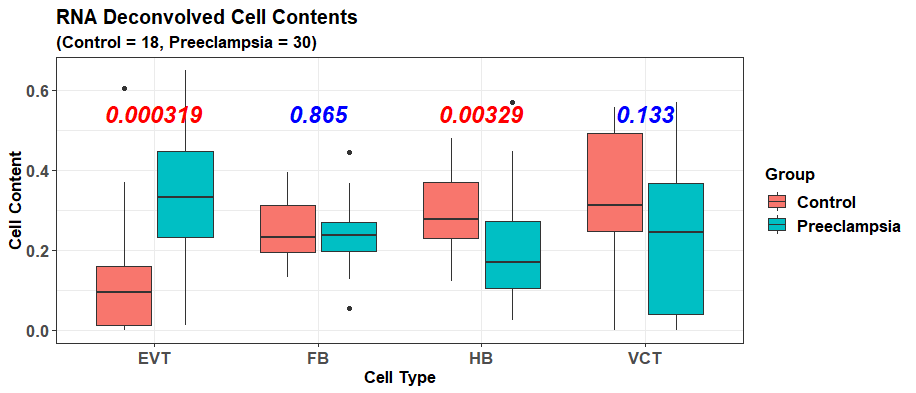 RNA Deconvolved Cell Contents
(Control = 18, Preeclampsia = 30)
Cell Content
0.6
0.4
0.2
0.0
0.000319
0.865
0.00329
0.133
EVT
FB
HB
VCT
Cell Type
Group
Control
Preeclampsia